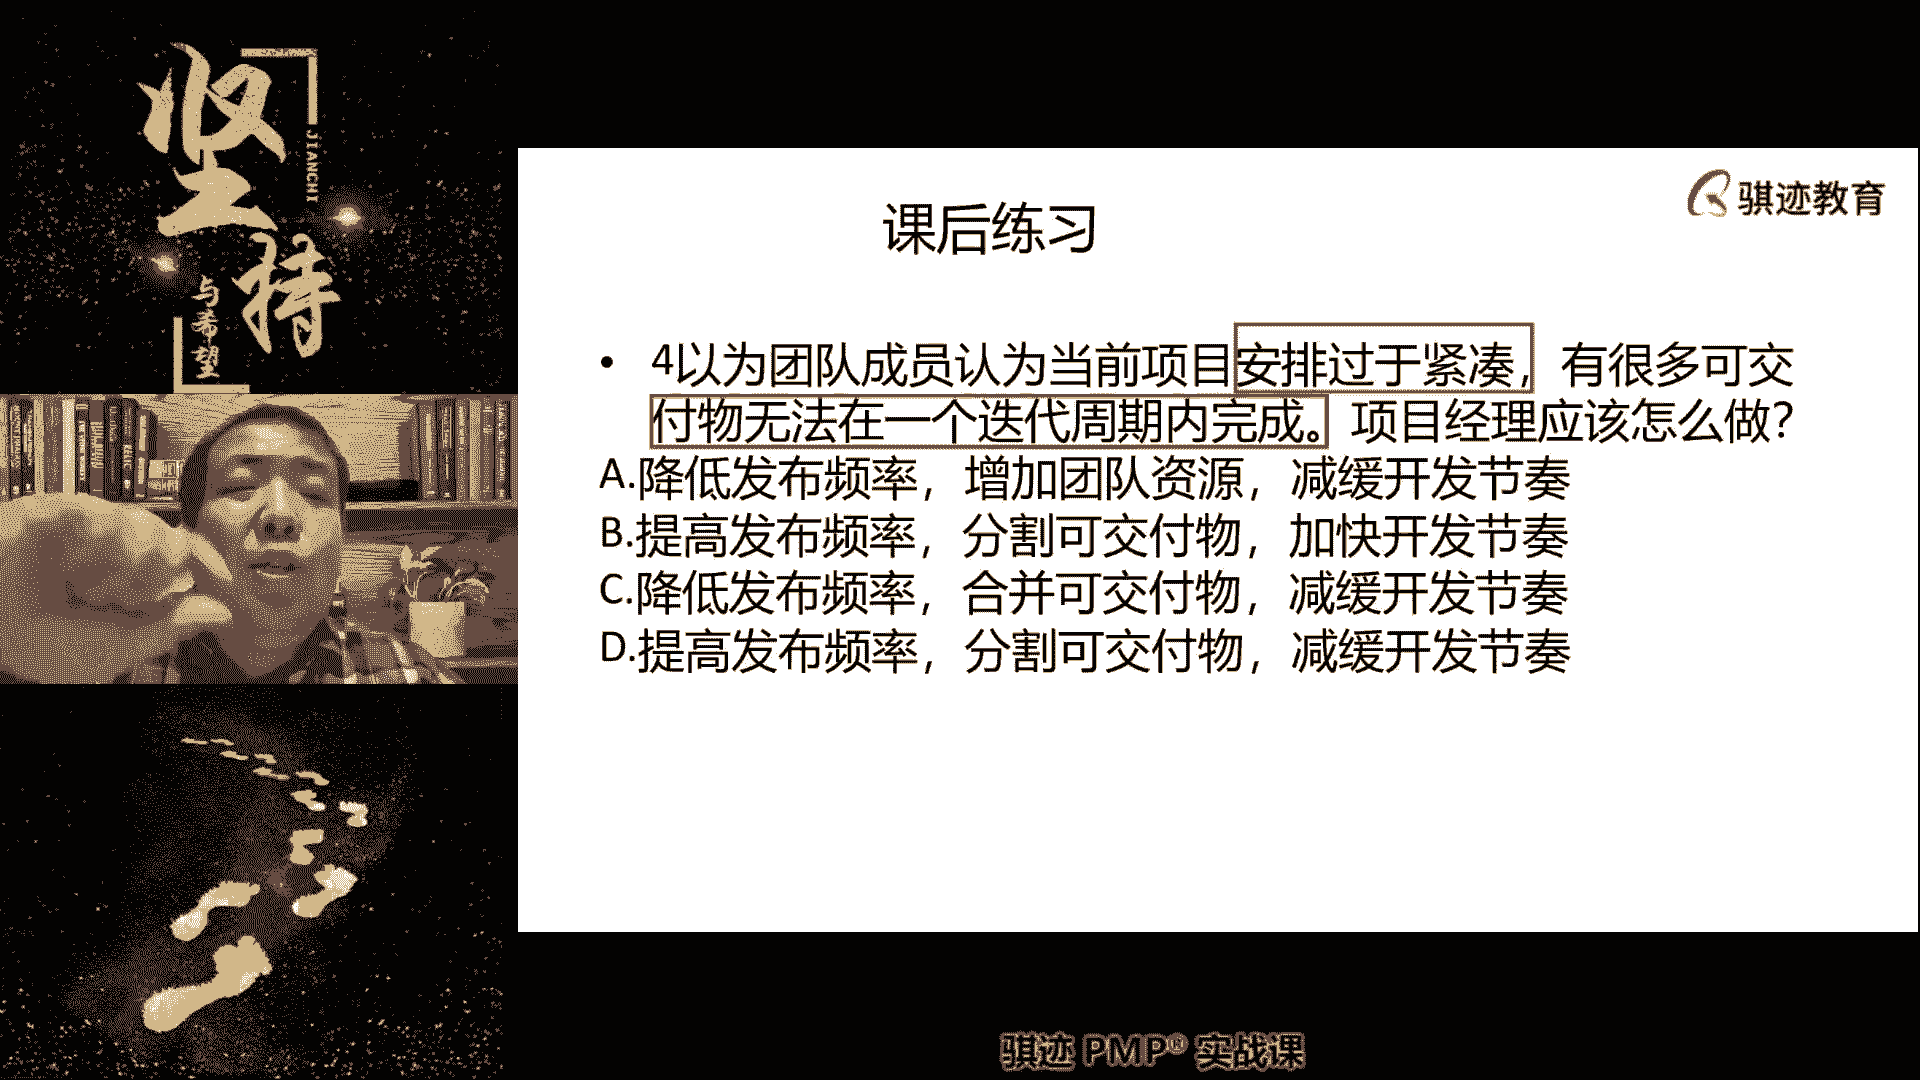 坚持
JIANCHI
与希望
骐迹教育
课后练习
• 4以为团队成员认为当前项目安排过于紧凑，有很多可交
付物无法在一个迭代周期内完成。项目经理应该怎么做？
A.降低发布频率，增加团队资源，减缓开发节奏
B.提高发布频率，分割可交付物，加快开发节奏
C.降低发布频率，合并可交付物，减缓开发节奏
D.提高发布频率，分割可交付物，减缓开发节奏
骐迹 PMP® 实战课